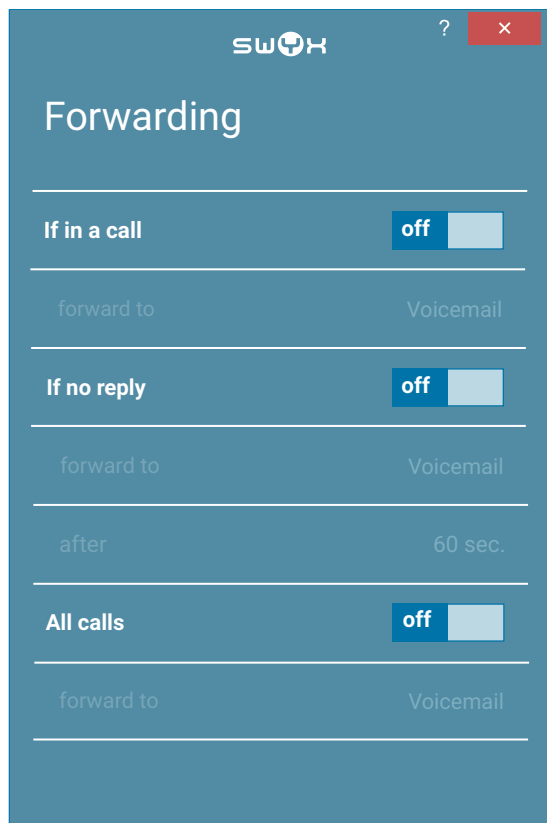 swyx
?
×
Forwarding
If in a call off
forward to Voicemail
If no reply off
forward to Voicemail
after 60 sec.
All calls off
forward to Voicemail